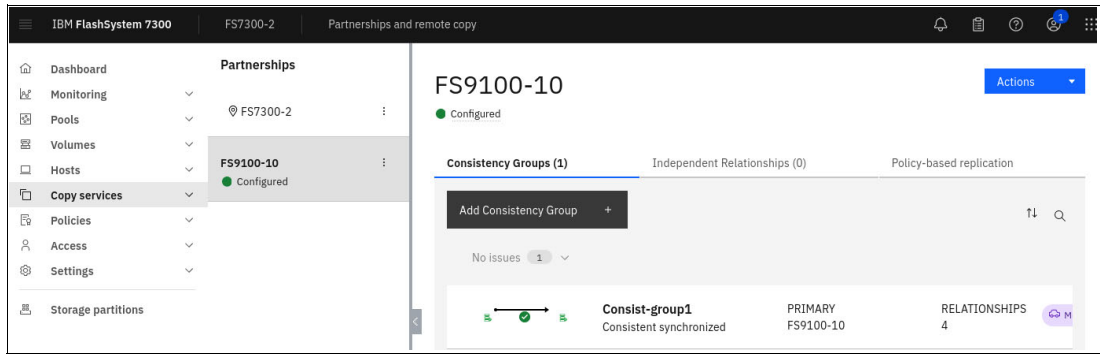 IBM FlashSystem 7300
FS7300-2
Partnerships and remote copy
1
Dashboard
Monitoring
Pools
Volumes
Hosts
Copy services
Policies
Access
Settings
Storage partitions
Partnerships
FS7300-2
FS9100-10
Configured
FS9100-10
Configured
Actions
Consistency Groups (1)
Independent Relationships (0)
Policy-based replication
Add Consistency Group +
No issues 1
Consist-group1
Consistent synchronized
PRIMARY
FS9100-10
RELATIONSHIPS
4
M